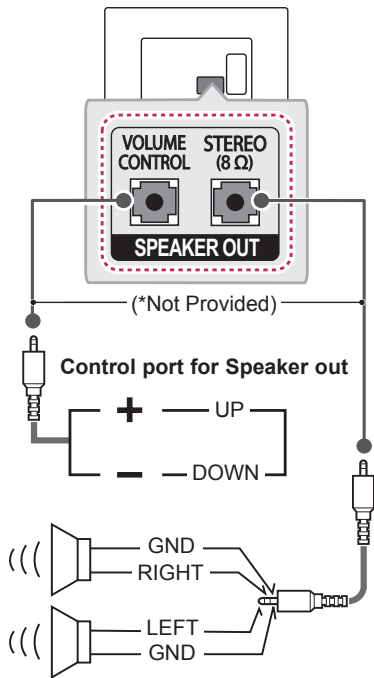 VOLUME CONTROL
STEREO (8 Ω)
SPEAKER OUT
(*Not Provided)
Control port for Speaker out
+ UP
- DOWN
GND
RIGHT
LEFT
GND